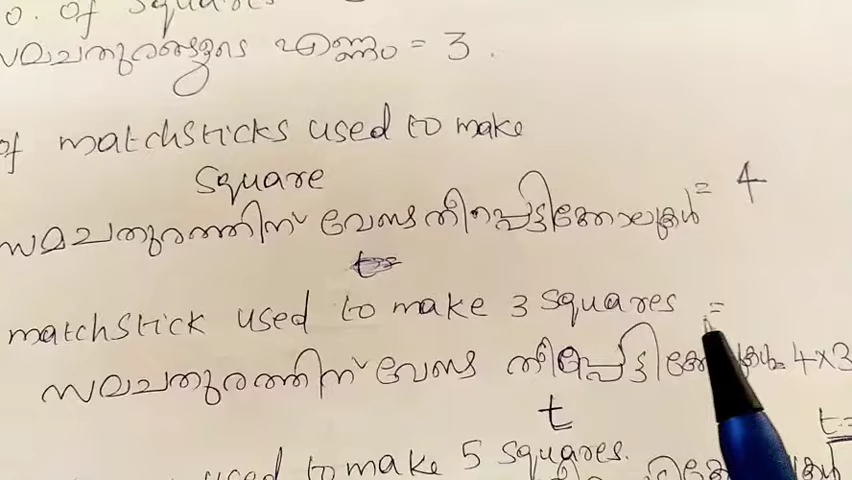 o. of squares
സമചതുരങ്ങളുടെ എണ്ണം = 3.
of matchsticks used to make
square
സമചതുരത്തിന് വേണ്ട തീപ്പെട്ടിക്കോലുകൾ = 4
matchstick used to make 3 squares =
സമചതുരത്തിന് വേണ്ട തീപ്പെട്ടി = 4×3
t
t =
used to make 5 squares.